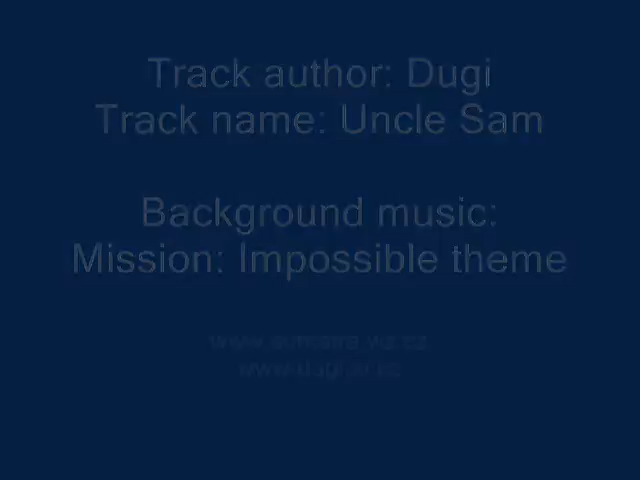 Track author: Dugi
Track name: Uncle Sam
Background music:
Mission: Impossible theme